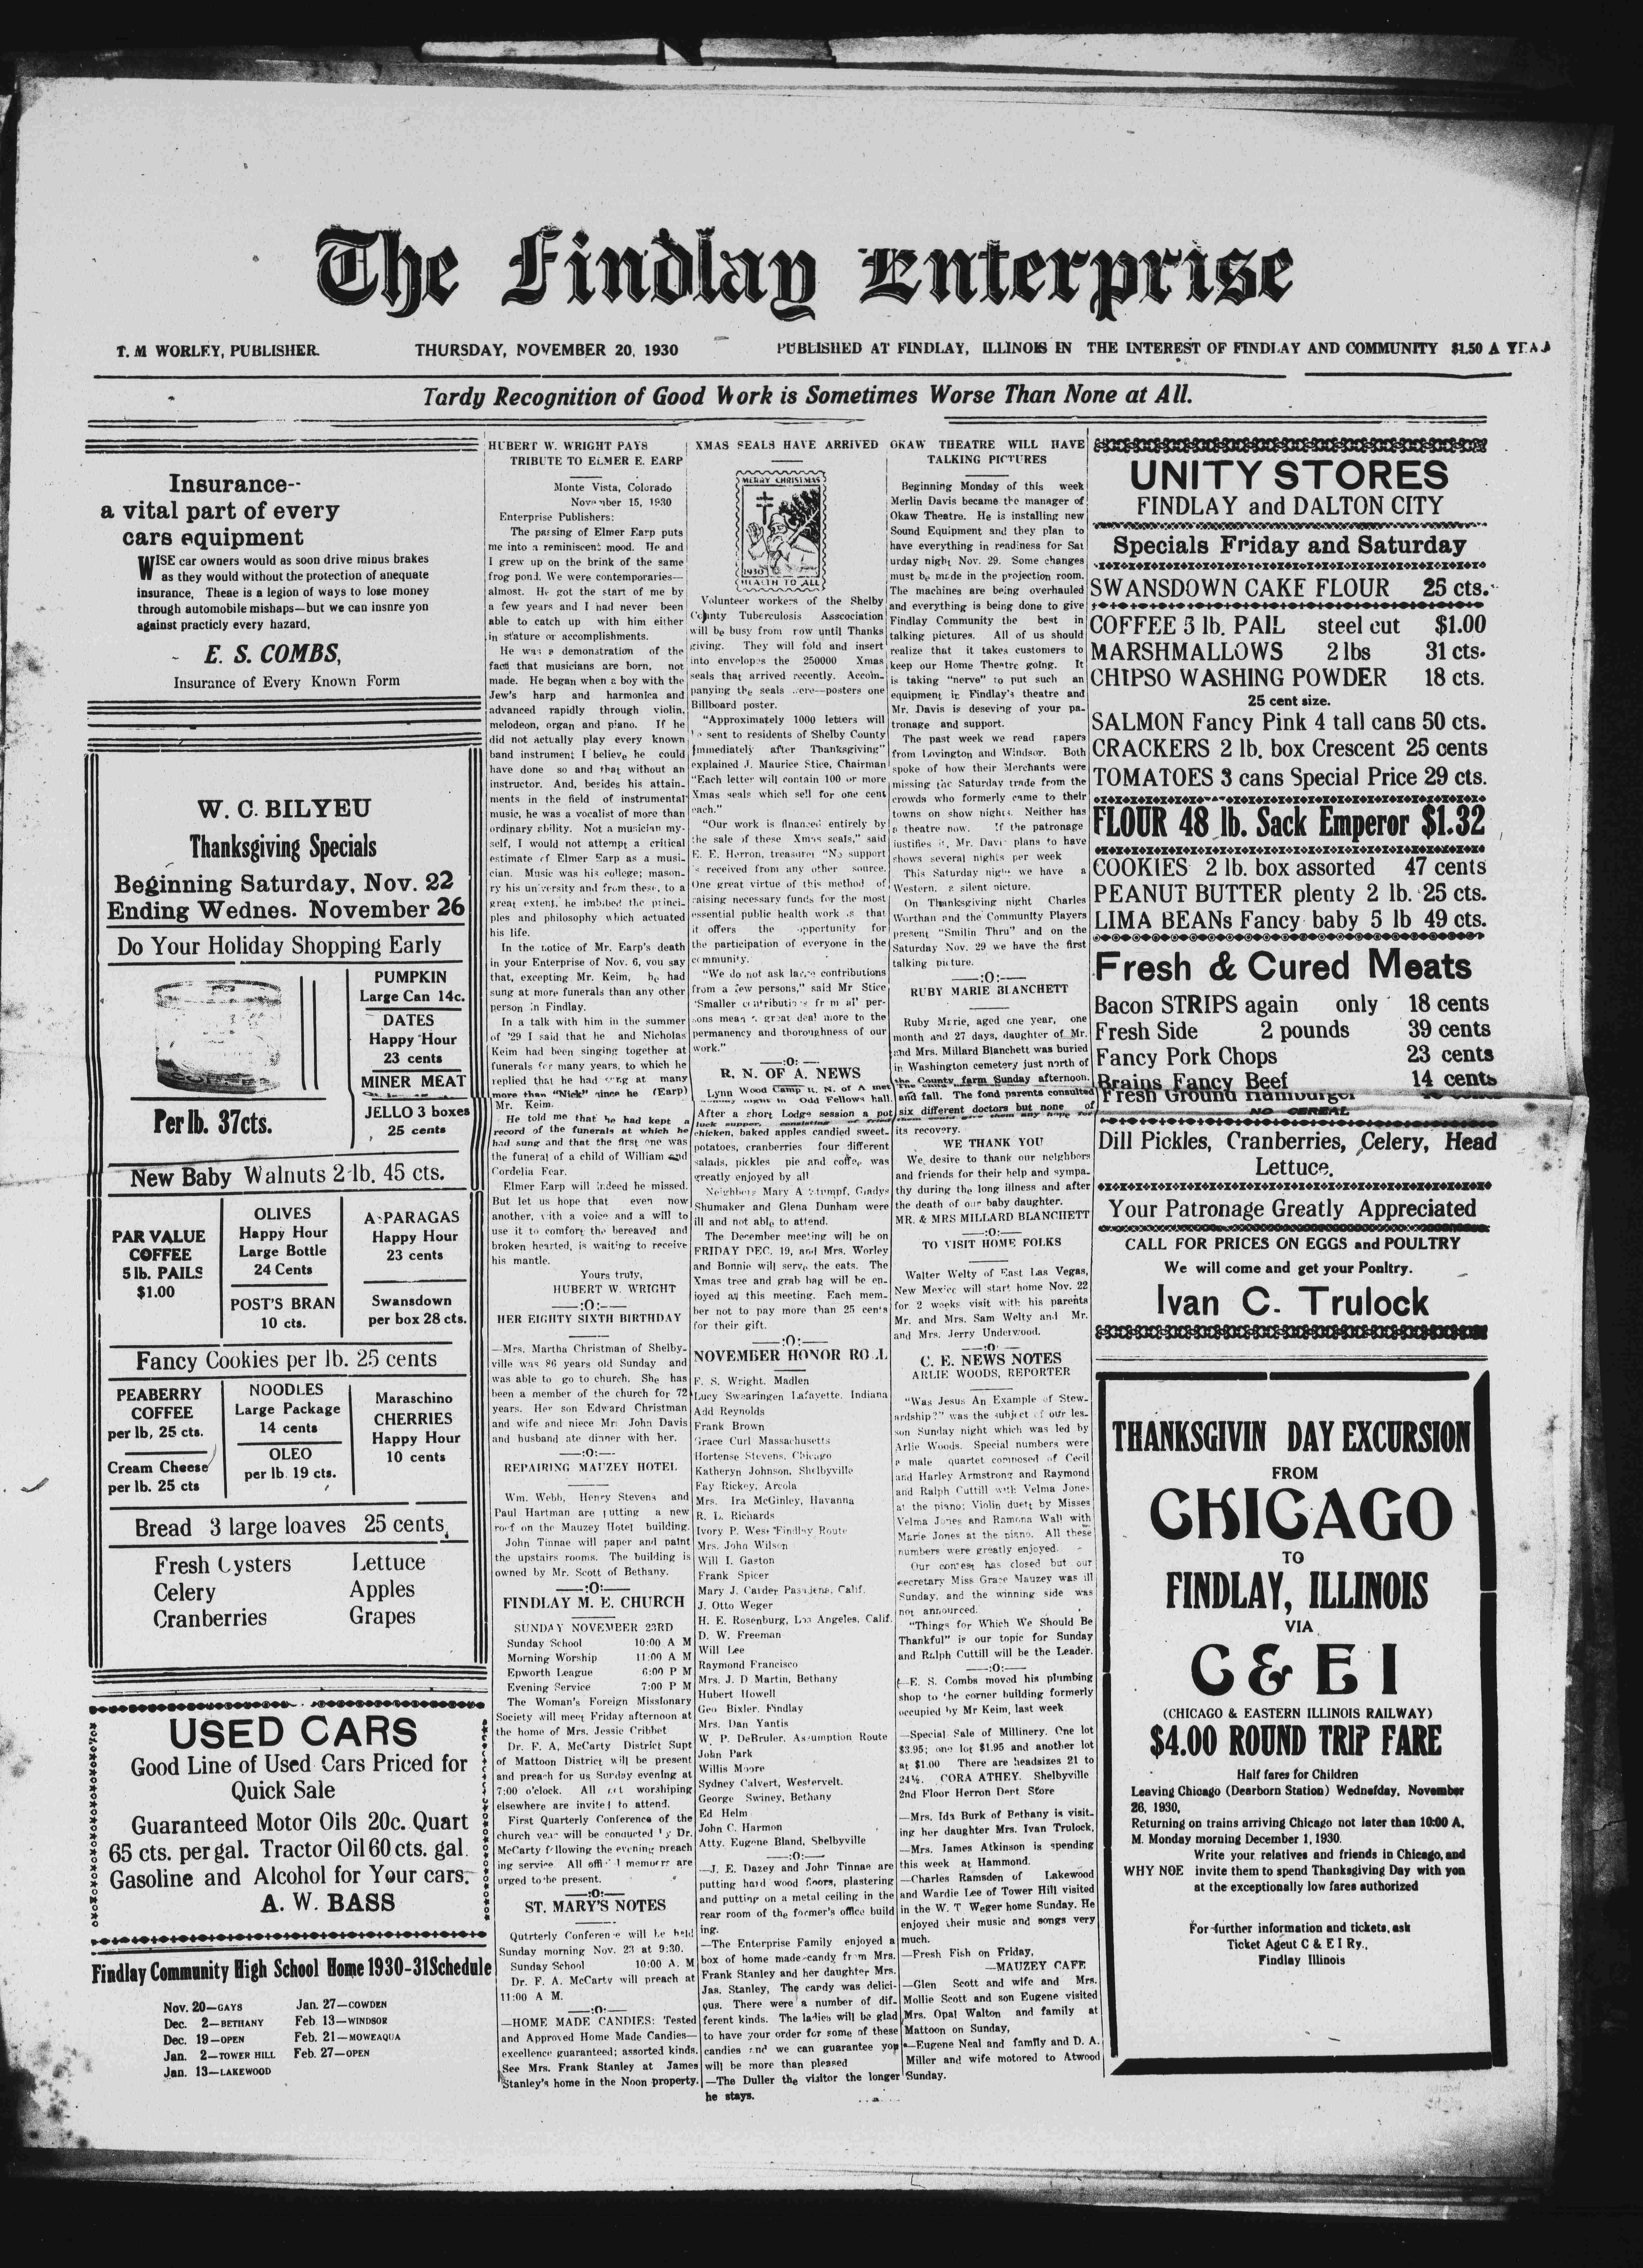 The Findlay Enterprise
T. M WORLEY, PUBLISHER.
THURSDAY, NOVEMBER 20, 1930
PUBLISHED AT FINDLAY, ILLINOIS IN THE INTEREST OF FINDLAY AND COMMUNITY $1.50 A
Tardy Recognition of Good Work is Sometimes Worse Than None at All.
Insurance--
a vital part of every
cars equipment
WISE car owners would as soon drive minus brakes
as they would without the protection of anequate
insurance, Theae is a legion of ways to lose money
through automobile mishaps—but we can insnre yon
against practicly every hazard,
E. S. COMBS,
Insurance of Every Known Form
W. C. BILYEU
Thanksgiving Specials
Beginning Saturday, Nov. 22
Ending Wednes. November 26
Do Your Holiday Shopping Early
Per lb. 37cts.
PUMPKIN
Large Can 14c.
DATES
Happy Hour
23 cents
MINER MEAT
JELLO 3 boxes
25 cents
New Baby Walnuts 2 lb. 45 cts.
PAR VALUE
COFFEE
5 lb. PAILS
$1.00
OLIVES
Happy Hour
Large Bottle
24 Cents
POST'S BRAN
10 cts.
A PARAGAS
Happy Hour
23 cents
Swansdown
per box 28 cts.
Fancy Cookies per lb. 25 cents
PEABERRY
COFFEE
per lb, 25 cts.
Cream Cheese
per lb. 25 cts
NOODLES
Large Package
14 cents
OLEO
per lb. 19 cts.
Maraschino
CHERRIES
Happy Hour
10 cents
Bread 3 large loaves 25 cents
Fresh Oysters Lettuce
Celery Apples
Cranberries Grapes
USED CARS
Good Line of Used Cars Priced for
Quick Sale
Guaranteed Motor Oils 20c. Quart
65 cts. per gal. Tractor Oil 60 cts. gal.
Gasoline and Alcohol for Your cars.
A. W. BASS
Findlay Community High School Home 1930-31 Schedule
Nov. 20—GAYS
Dec. 2—BETHANY
Dec. 19—OPEN
Jan. 2—TOWER HILL
Jan. 13—LAKEWOOD
Jan. 27—COWDEN
Feb 13—WINDSOR
Feb. 21—MOWEAQUA
Feb. 27—OPEN
HUBERT W. WRIGHT PAYS
TRIBUTE TO ELMER E. EARP
Monte Vista, Colorado
November 15, 1930
Enterprise Publishers:
The passing of Elmer Earp puts
me into a reminiscent mood. He and
I grew up on the brink of the same
frog pond. We were contemporaries—
almost. He got the start of me by
a few years and I had never been
able to catch up with him either
in stature or accomplishments.
He was a demonstration of the
fact that musicians are born, not
made. He began when a boy with the
Jew's harp and harmonica and
advanced rapidly through violin,
melodeon, organ and piano. If he
did not actually play every known
band instrument I believe he could
have done so and that without an
instructor. And, besides his attain-
ments in the field of instrumental
music, he was a vocalist of more than
ordinary ability. Not a musician my-
self, I would not attempt a critical
estimate of Elmer Earp as a musi-
cian. Music was his college; mason-
ry his university and from these, to a
great extent, he imbibed the princi-
ples and philosophy which actuated
his life.
In the notice of Mr. Earp's death
in your Enterprise of Nov. 6, you say
that, excepting Mr. Keim, he had
sung at more funerals than any other
person in Findlay.
In a talk with him in the summer
of '29 I said that he and Nicholas
Keim had been singing together at
funerals for many years, to which he
replied that he had sung at many
more than "Nick" since he (Earp)
Mr. Keim.
He told me that he had kept a
record of the funerals at which he
had sung and that the first one was
the funeral of a child of William and
Cordelia Fear.
Elmer Earp will indeed be missed.
But let us hope that even now
another, with a voice and a will to
use it to comfort the bereaved and
broken hearted, is waiting to receive
his mantle.
Yours truly,
HUBERT W. WRIGHT
—:O:—
HER EIGHTY SIXTH BIRTHDAY
—Mrs. Martha Christman of Shelby-
ville was 86 years old Sunday and
was able to go to church. She has
been a member of the church for 72
years. Her son Edward Christman
and wife and niece Mrs John Davis
and husband ate dinner with her.
—:O:—
REPAIRING MAUZEY HOTEL
Wm. Webb, Henry Stevens and
Paul Hartman are putting a new
roof on the Mauzey Hotel building.
John Tinnae will paper and paint
the upstairs rooms. The building is
owned by Mr. Scott of Bethany.
—:O:—
FINDLAY M. E. CHURCH
SUNDAY NOVEMBER 23RD
Sunday School 10:00 A M
Morning Worship 11:00 A M
Epworth League 6:00 P M
Evening Service 7:00 P M
The Woman's Foreign Missionary
Society will meet Friday afternoon at
the home of Mrs. Jessie Cribbet
Dr. F. A, McCarty District Supt
of Mattoon District will be present
and preach for us Sunday evening at
7:00 o'clock. All not worshiping
elsewhere are invited to attend.
First Quarterly Conference of the
church year will be conducted by Dr.
McCarty following the evening preach
ing service. All are
urged to be present.
—:O:—
ST. MARY'S NOTES
Qutrterly Conference will be held
Sunday morning Nov. 23 at 9:30.
Sunday School 10:00 A. M
Dr. F. A. McCarty will preach at
11:00 A M.
—:O:—
—HOME MADE CANDIES: Tested
and Approved Home Made Candies—
excellence guaranteed; assorted kinds.
See Mrs. Frank Stanley at James
Stanley's home in the Noon property.
XMAS SEALS HAVE ARRIVED
MERRY CHRISTMAS
1930
HEALTH TO ALL
Volunteer workers of the Shelby
County Tuberculosis Asscociation
will be busy from now until Thanks
giving. They will fold and insert
into envelopes the 250000 Xmas
seals that arrived recently. Accom-
panying the seals were—posters one
Billboard poster.
"Approximately 1000 letters will
be sent to residents of Shelby County
immediately after Thanksgiving"
explained J. Maurice Stice, Chairman
"Each letter will contain 100 or more
Xmas seals which sell for one cent
each."
"Our work is financed entirely by
the sale of these Xmas seals," said
E. E. Herron, treasurer "No support
is received from any other source.
One great virtue of this method of
raising necessary funds for the most
essential public health work is that
it offers the opportunity for
the participation of everyone in the
community.
"We do not ask large contributions
from a few persons," said Mr Stice
'Smaller contributions from all per-
sons mean a great deal more to the
permanency and thoroughness of our
work."
—:O:—
R. N. OF A. NEWS
Lynn Wood Camp R. N. of A met
night in Odd Fellows hall.
After a short Lodge session a pot
luck supper, consisting of fried
chicken, baked apples candied sweet-
potatoes, cranberries four different
salads, pickles pie and coffee was
greatly enjoyed by all
Neighbors Mary A Stumpf, Gladys
Shumaker and Glena Dunham were
ill and not able to attend.
The December meeting will be on
FRIDAY DEC. 19, and Mrs. Worley
and Bonnie will serve the eats. The
Xmas tree and grab bag will be en-
joyed at this meeting. Each mem-
ber not to pay more than 25 cents
for their gift.
—:O:—
NOVEMBER HONOR ROLL
F. S. Wright, Madlen
Lucy Swearingen Lafayette, Indiana
Add Reynolds
Frank Brown
Grace Curl Massachusetts
Hortense Stevens, Chicago
Katheryn Johnson, Shelbyville
Fay Rickey, Arcola
Mrs. Ira McGinley, Havanna
R. L. Richards
Ivory P. West Findlay Route
Mrs. John Wilson
Will I. Gaston
Frank Spicer
Mary J. Carder Pasadena, Calif.
J. Otto Weger
H. E. Rosenburg, Los Angeles, Calif.
D. W. Freeman
Will Lee
Raymond Francisco
Mrs. J. D Martin, Bethany
Hubert Howell
Geo Bixler, Findlay
Mrs. Dan Yantis
W. P. DeBruler, Assumption Route
John Park
Willis Moore
Sydney Calvert, Westervelt.
George Swiney, Bethany
Ed Helm
John C. Harmon
Atty. Eugene Bland, Shelbyville
—:O:—
—J. E. Dazey and John Tinnae are
putting hard wood floors, plastering
and putting on a metal ceiling in the
rear room of the former's office build
ing.
—The Enterprise Family enjoyed a
box of home made candy from Mrs.
Frank Stanley and her daughter Mrs.
Jas. Stanley, The candy was delici-
ous. There were a number of dif-
ferent kinds. The ladies will be glad
to have your order for some of these
candies and we can guarantee you
will be more than pleased
—The Duller the visitor the longer
he stays.
OKAW THEATRE WILL HAVE
TALKING PICTURES
Beginning Monday of this week
Merlin Davis became the manager of
Okaw Theatre. He is installing new
Sound Equipment and they plan to
have everything in readiness for Sat
urday night Nov. 29. Some changes
must be made in the projection room.
The machines are being overhauled
and everything is being done to give
Findlay Community the best in
talking pictures. All of us should
realize that it takes customers to
keep our Home Theatre going. It
is taking "nerve" to put such an
equipment in Findlay's theatre and
Mr. Davis is deseving of your pa-
tronage and support.
The past week we read papers
from Lovington and Windsor. Both
spoke of how their Merchants were
missing the Saturday trade from the
crowds who formerly came to their
towns on show nights. Neither has
a theatre now. If the patronage
justifies it, Mr. Davis plans to have
shows several nights per week
This Saturday night we have a
Western, a silent picture.
On Thanksgiving night Charles
Worthan and the Community Players
present "Smilin Thru" and on the
Saturday Nov. 29 we have the first
talking picture.
—:O:—
RUBY MARIE BLANCHETT
Ruby Marie, aged one year, one
month and 27 days, daughter of Mr.
and Mrs. Millard Blanchett was buried
in Washington cemetery just north of
the County farm Sunday afternoon.
and fall. The fond parents consulted
six different doctors but none of
them could give them any hope for
its recovery.
WE THANK YOU
We desire to thank our neighbors
and friends for their help and sympa-
thy during the long illness and after
the death of our baby daughter.
MR. & MRS MILLARD BLANCHETT
—:O:—
TO VISIT HOME FOLKS
Walter Welty of East Las Vegas,
New Mexico will start home Nov. 22
for 2 weeks visit with his parents
Mr. and Mrs. Sam Welty and Mr.
and Mrs. Jerry Underwood.
—:O:—
C. E. NEWS NOTES
ARLIE WOODS, REPORTER
"Was Jesus An Example of Stew-
ardship?" was the subject of our les-
son Sunday night which was led by
Arlie Woods. Special numbers were
a male quartet composed of Cecil
and Harley Armstrong and Raymond
and Ralph Cuttill with Velma Jones
at the piano: Violin duett by Misses
Velma Jones and Ramona Wall with
Marie Jones at the piano. All these
numbers were greatly enjoyed.
Our contest has closed but our
secretary Miss Grace Mauzey was ill
Sunday, and the winning side was
not announced.
"Things for Which We Should Be
Thankful" is our topic for Sunday
and Ralph Cuttill will be the Leader.
—:O:—
—E. S. Combs moved his plumbing
shop to the corner building formerly
occupied by Mr Keim, last week
—Special Sale of Millinery. One lot
$3.95; one lot $1.95 and another lot
at $1.00 There are headsizes 21 to
24½. CORA ATHEY. Shelbyville
2nd Floor Herron Dept Store
—Mrs. Ida Burk of Bethany is visit-
ing her daughter Mrs. Ivan Trulock,
—Mrs. James Atkinson is spending
this week at Hammond.
—Charles Ramsden of Lakewood
and Wardie Lee of Tower Hill visited
in the W. T Weger home Sunday. He
enjoyed their music and songs very
much.
—Fresh Fish on Friday,
—MAUZEY CAFE
—Glen Scott and wife and Mrs.
Mollie Scott and son Eugene visited
Mrs. Opal Walton and family at
Mattoon on Sunday,
—Eugene Neal and family and D. A.
Miller and wife motored to Atwood
Sunday.
UNITY STORES
FINDLAY and DALTON CITY
Specials Friday and Saturday
SWANSDOWN CAKE FLOUR 25 cts.
COFFEE 3 lb. PAIL steel cut $1.00
MARSHMALLOWS 2 lbs 31 cts.
CHIPSO WASHING POWDER 18 cts.
25 cent size.
SALMON Fancy Pink 4 tall cans 50 cts.
CRACKERS 2 lb. box Crescent 25 cents
TOMATOES 3 cans Special Price 29 cts.
FLOUR 48 lb. Sack Emperor $1.32
COOKIES 2 lb. box assorted 47 cents
PEANUT BUTTER plenty 2 lb. 25 cts.
LIMA BEANs Fancy baby 5 lb 49 cts.
Fresh & Cured Meats
Bacon STRIPS again only 18 cents
Fresh Side 2 pounds 39 cents
Fancy Pork Chops 23 cents
Brains Fancy Beef 14 cents
Fresh Ground Hamburger
NO CEREAL
Dill Pickles, Cranberries, Celery, Head
Lettuce.
Your Patronage Greatly Appreciated
CALL FOR PRICES ON EGGS and POULTRY
We will come and get your Ponltry.
Ivan C. Trulock
THANKSGIVIN DAY EXCURSION
FROM
CHICAGO
TO
FINDLAY, ILLINOIS
VIA
C & E I
(CHICAGO & EASTERN ILLINOIS RAILWAY)
$4.00 ROUND TRIP FARE
Half fares for Children
Leaving Chicago (Dearborn Station) Wednefday, November
26, 1930,
Returning on trains arriving Chicago not later than 10:00 A,
M. Monday morning December 1, 1930.
Write your relatives and friends in Chicago, and
WHY NOE invite them to spend Thanksgiving Day with yon
at the exceptionally low fares authorized
For further information and tickets, ask
Ticket Ageut C & E I Ry.,
Findlay Illinois